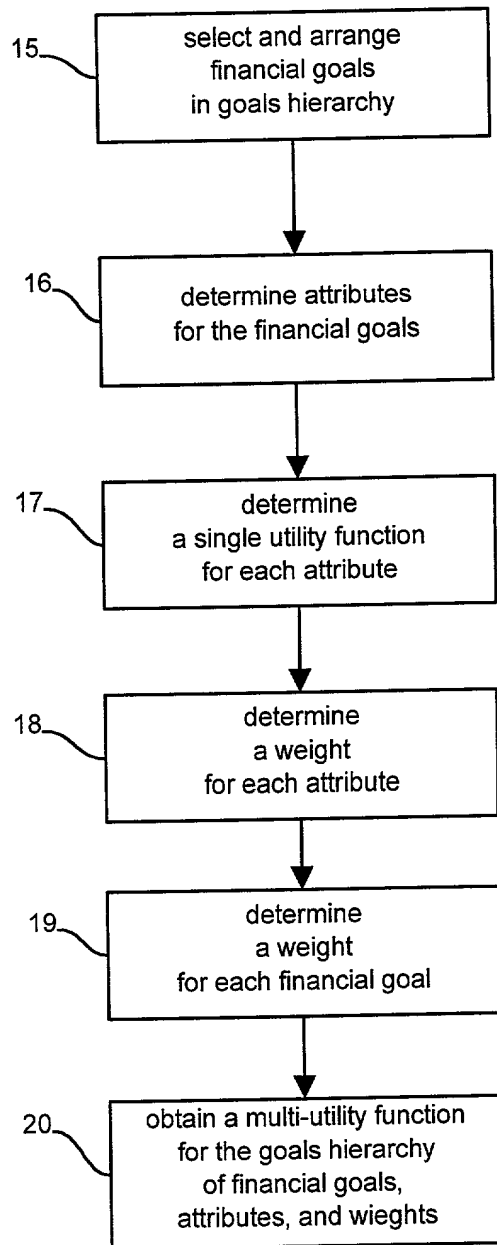 15
select and arrange
financial goals
in goals hierarchy
16
determine attributes
for the financial goals
17
determine
a single utility function
for each attribute
18
determine
a weight
for each attribute
19
determine
a weight
for each financial goal
20
obtain a multi-utility function
for the goals hierarchy
of financial goals,
attributes, and wieghts